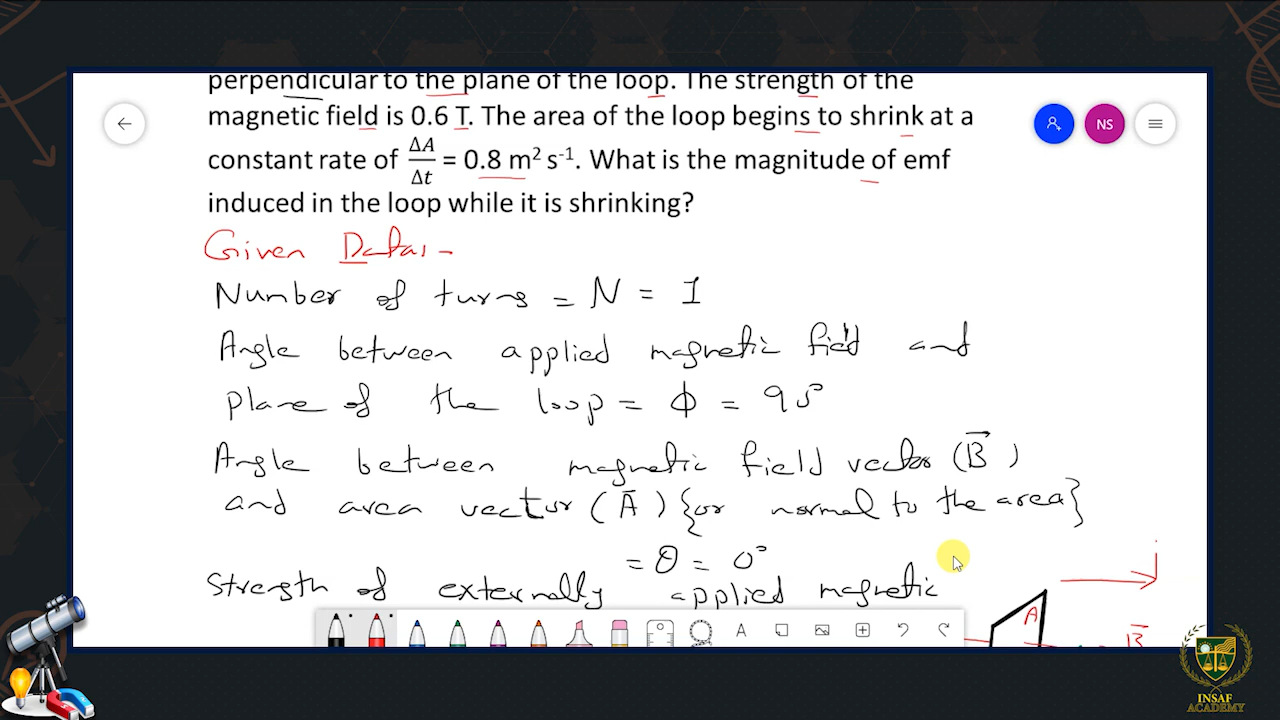 perpendicular to the plane of the loop. The strength of the
magnetic field is 0.6 T. The area of the loop begins to shrink at a
constant rate of ΔA/Δt = 0.8 m² s⁻¹. What is the magnitude of emf
induced in the loop while it is shrinking?
Given Data:-
Number of turns = N = 1
Angle between applied magnetic field and
plane of the loop = ϕ = 90°
Angle between magnetic field vector (B⃗)
and area vector (A⃗) {or normal to the area}
= θ = 0°
Strength of externally applied magnetic
NS
A
A
B⃗
INSAF
ACADEMY